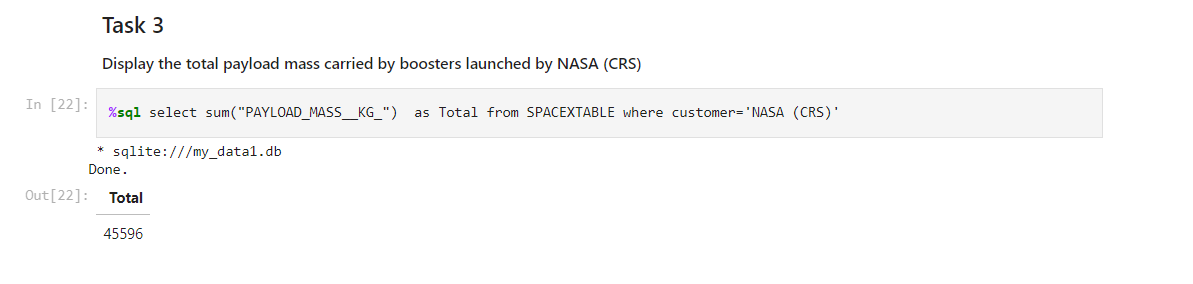 Task 3
Display the total payload mass carried by boosters launched by NASA (CRS)
In [22]: %sql select sum("PAYLOAD_MASS__KG_")  as Total from SPACEXTABLE where customer='NASA (CRS)'
* sqlite:///my_data1.db
Done.
Out[22]: Total
45596